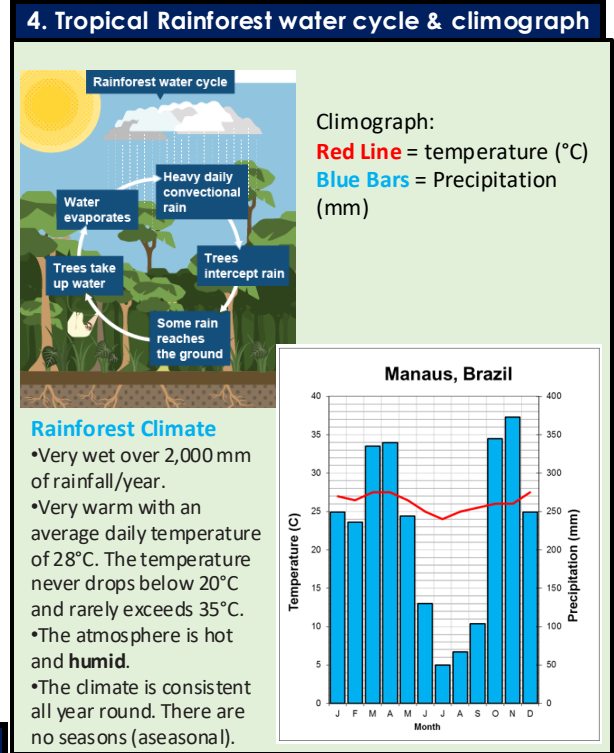 4. Tropical Rainforest water cycle & climograph
Rainforest water cycle
Heavy daily
convectional
rain
Trees
intercept rain
Some rain
reaches
the ground
Trees take
up water
Water
evaporates
Climograph:
Red Line = temperature (°C)
Blue Bars = Precipitation
(mm)
Rainforest Climate
•Very wet over 2,000 mm
of rainfall/year.
•Very warm with an
average daily temperature
of 28°C. The temperature
never drops below 20°C
and rarely exceeds 35°C.
•The atmosphere is hot
and humid.
•The climate is consistent
all year round. There are
no seasons (aseasonal).
Manaus, Brazil
Temperature (C)
40
35
30
25
20
15
10
5
0
400
350
300
250
200
150
100
50
0
Precipitation (mm)
J F M A M J J A S O N D
Month